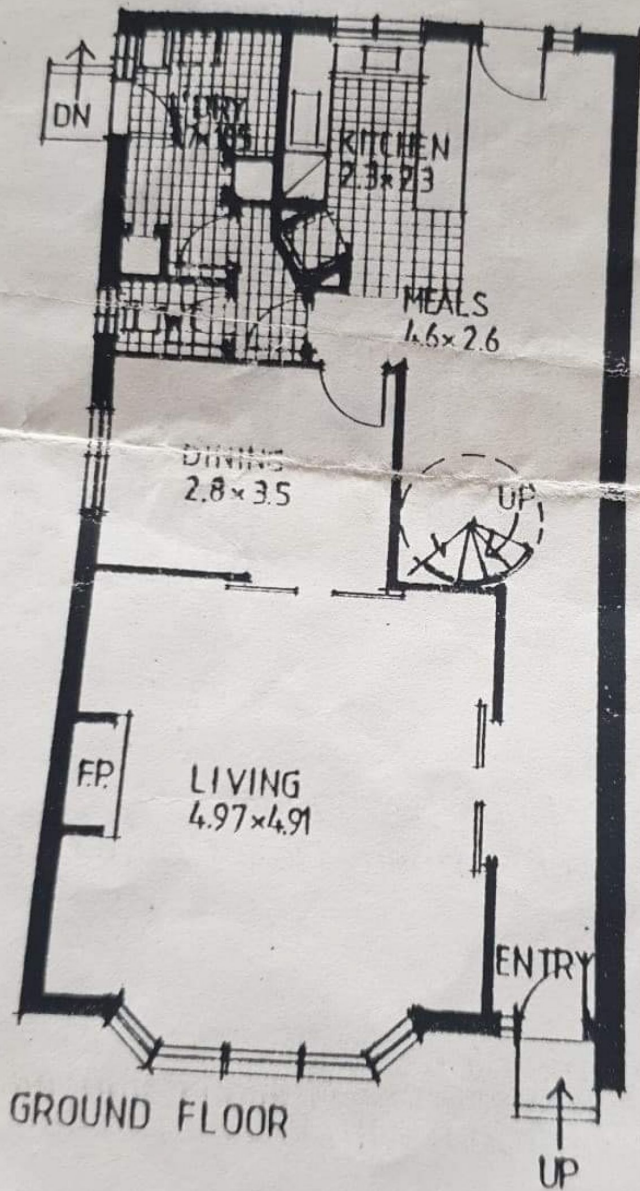 DN
L'DRY
KITCHEN
2.3×2.3
MEALS
4.6×2.6
W.C
DINING
2.8×3.5
UP
F.P.
LIVING
4.97×4.91
ENTRY
GROUND FLOOR
UP